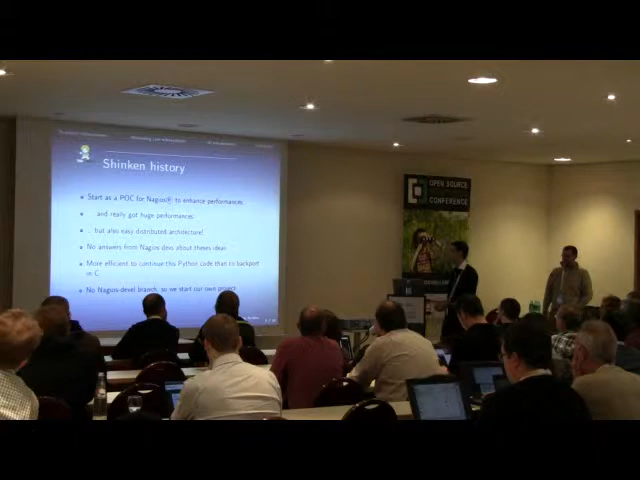 Shinken history
Start as a POC for Nagios® to enhance performances
... and really got huge performances
... but also easy distributed architecture!
No answers from Nagios devs about theses ideas
More efficient to continue this Python code than to backport
in C
No Nagios-devel branch, so we start our own project
OPEN SOURCE
CONFERENCE